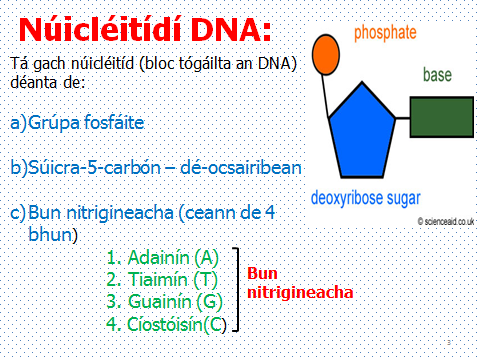 Núicléitídí DNA:
Tá gach núicléitíd (bloc tógáilta an DNA)
déanta de:
a)Grúpa fosfáite
b)Súicra-5-carbón – dé-ocsairibean
c)Bun nitrigineacha (ceann de 4
bhun)
1. Adainín (A)
2. Tiaimín (T)
3. Guainín (G)
4. Cíostóisín(C)
Bun
nitrigineacha
phosphate
base
deoxyribose sugar
© scienceaid.co.uk
3